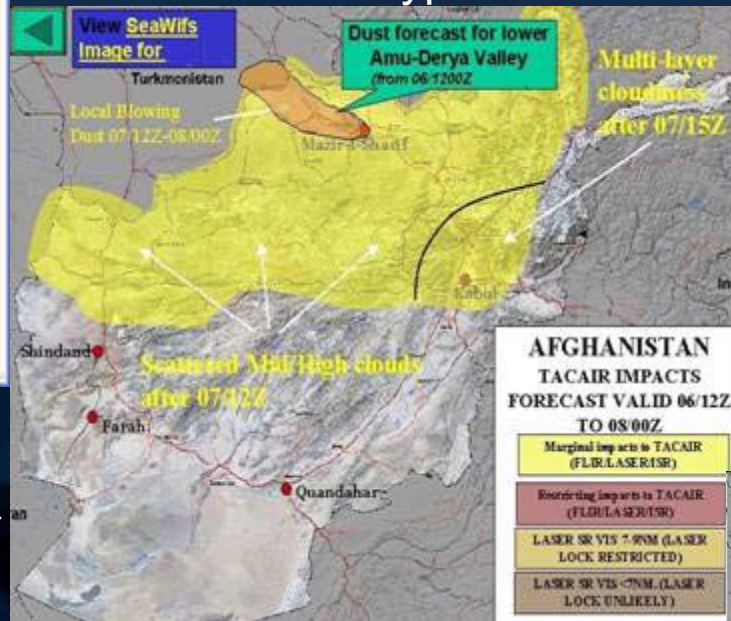 View SeaWifs
Image for
Dust forecast for lower
Amu-Derya Valley
(from 06/1200Z
Multi-layer
cloudiness
after 07/15Z
Turkmonistan
Local Blowing
Dust 07/12Z-08/00Z
Mazir-i-Sharif
Kabul
Shindand
Scattered Mid/High clouds
after 07/12Z
Farah
Quandahar
AFGHANISTAN
TACAIR IMPACTS
FORECAST VALID 06/12Z
TO 08/00Z
Marginal impacts to TACAIR
(FLIR/LASER/ISR)
Restricting impacts to TACAIR
(FLIR/LASER/ISR)
LASER SR VIS 7-9NM (LASER
LOCK RESTRICTED)
LASER SR VIS <7NM. (LASER
LOCK UNLIKELY)